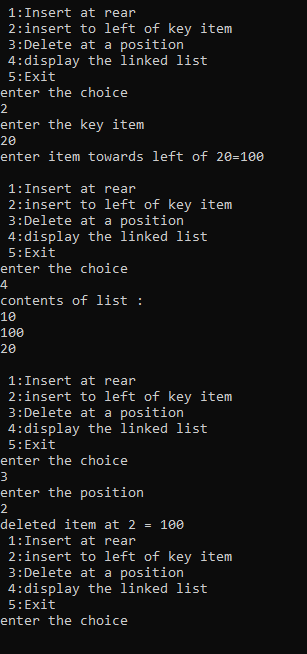 1:Insert at rear
2:insert to left of key item
3:Delete at a position
4:display the linked list
5:Exit
enter the choice
2
enter the key item
20
enter item towards left of 20=100
1:Insert at rear
2:insert to left of key item
3:Delete at a position
4:display the linked list
5:Exit
enter the choice
4
contents of list :
10
100
20
1:Insert at rear
2:insert to left of key item
3:Delete at a position
4:display the linked list
5:Exit
enter the choice
3
enter the position
2
deleted item at 2 = 100
1:Insert at rear
2:insert to left of key item
3:Delete at a position
4:display the linked list
5:Exit
enter the choice